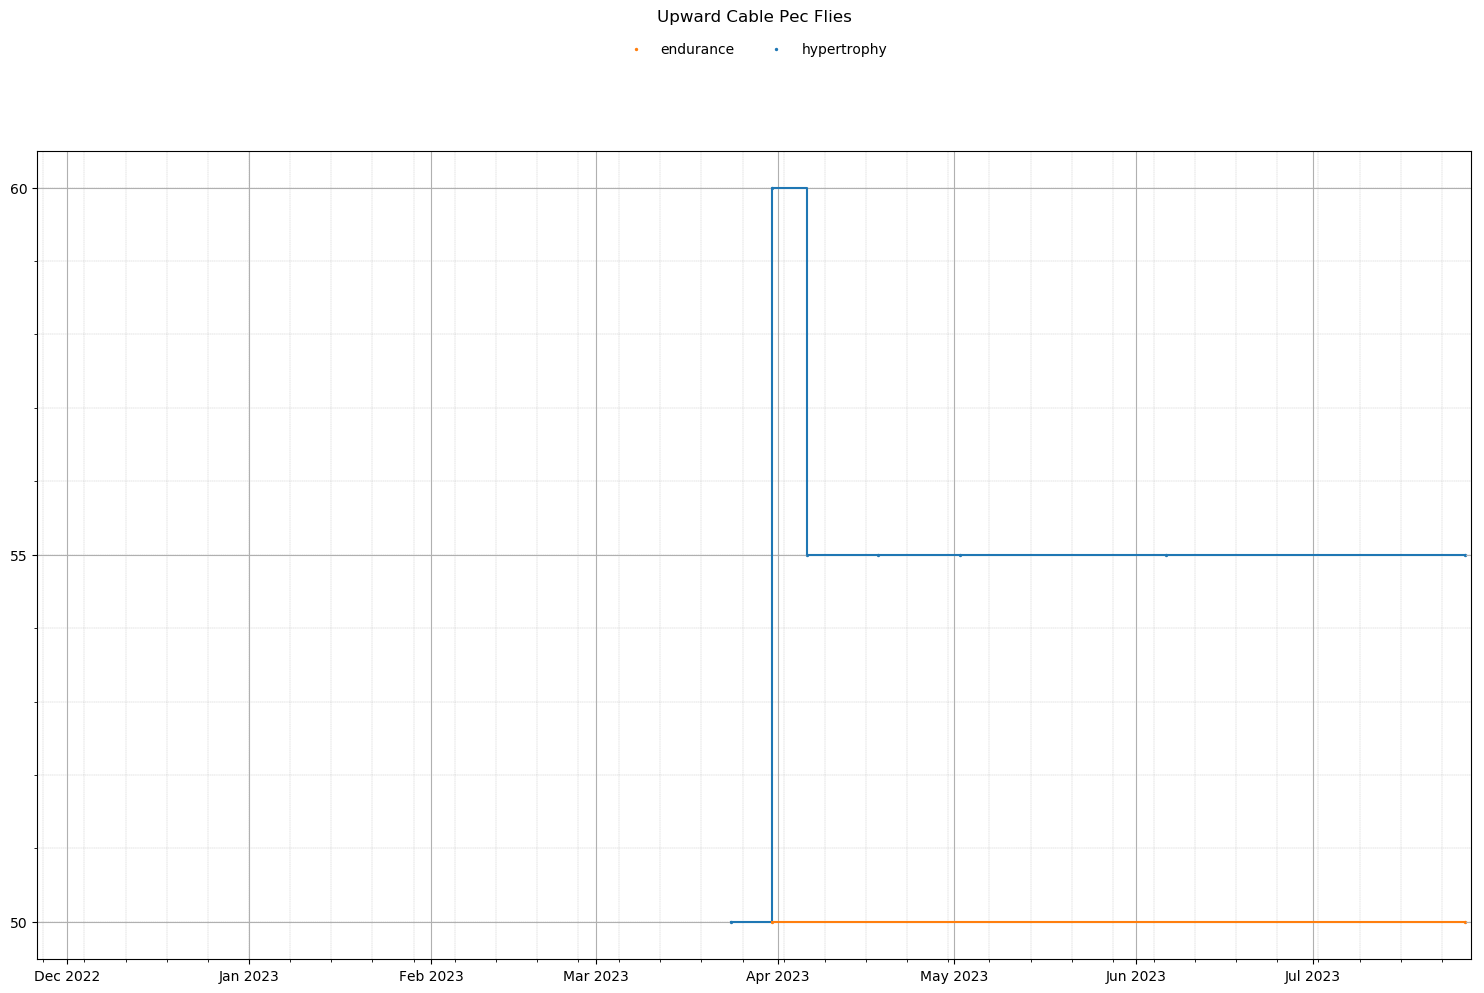 Upward Cable Pec Flies
endurance hypertrophy
60
55
50
Dec 2022 Jan 2023 Feb 2023 Mar 2023 Apr 2023 May 2023 Jun 2023 Jul 2023